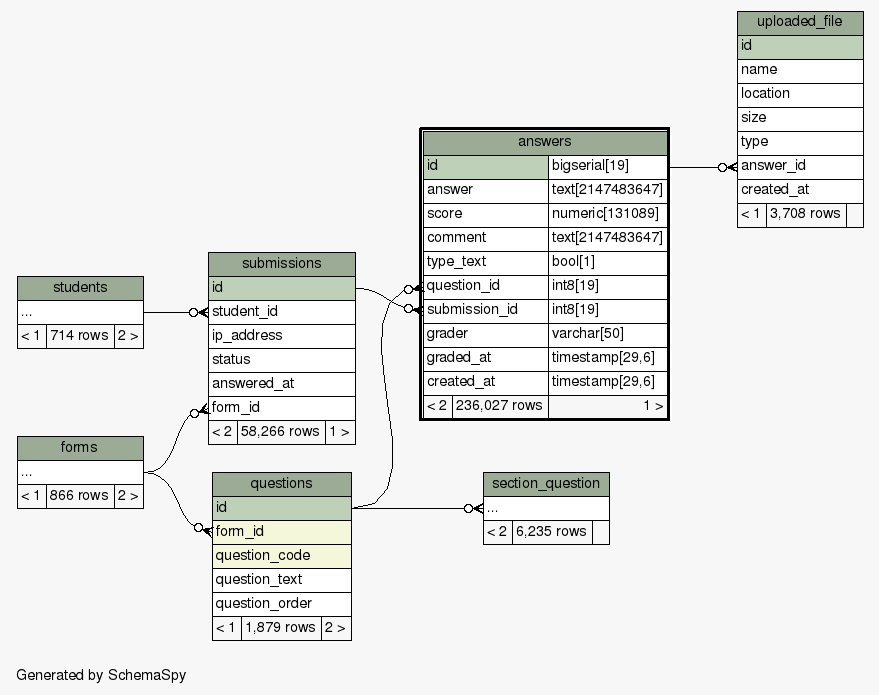 uploaded_file
id
name
location
size
type
answer_id
created_at
< 1 3,708 rows
answers
id bigserial[19]
answer text[2147483647]
score numeric[131089]
comment text[2147483647]
type_text bool[1]
question_id int8[19]
submission_id int8[19]
grader varchar[50]
graded_at timestamp[29,6]
created_at timestamp[29,6]
< 2 236,027 rows 1 >
submissions
id
student_id
ip_address
status
answered_at
form_id
< 2 58,266 rows 1 >
students
...
< 1 714 rows 2 >
forms
...
< 1 866 rows 2 >
questions
id
form_id
question_code
question_text
question_order
< 1 1,879 rows 2 >
section_question
...
< 2 6,235 rows
Generated by SchemaSpy